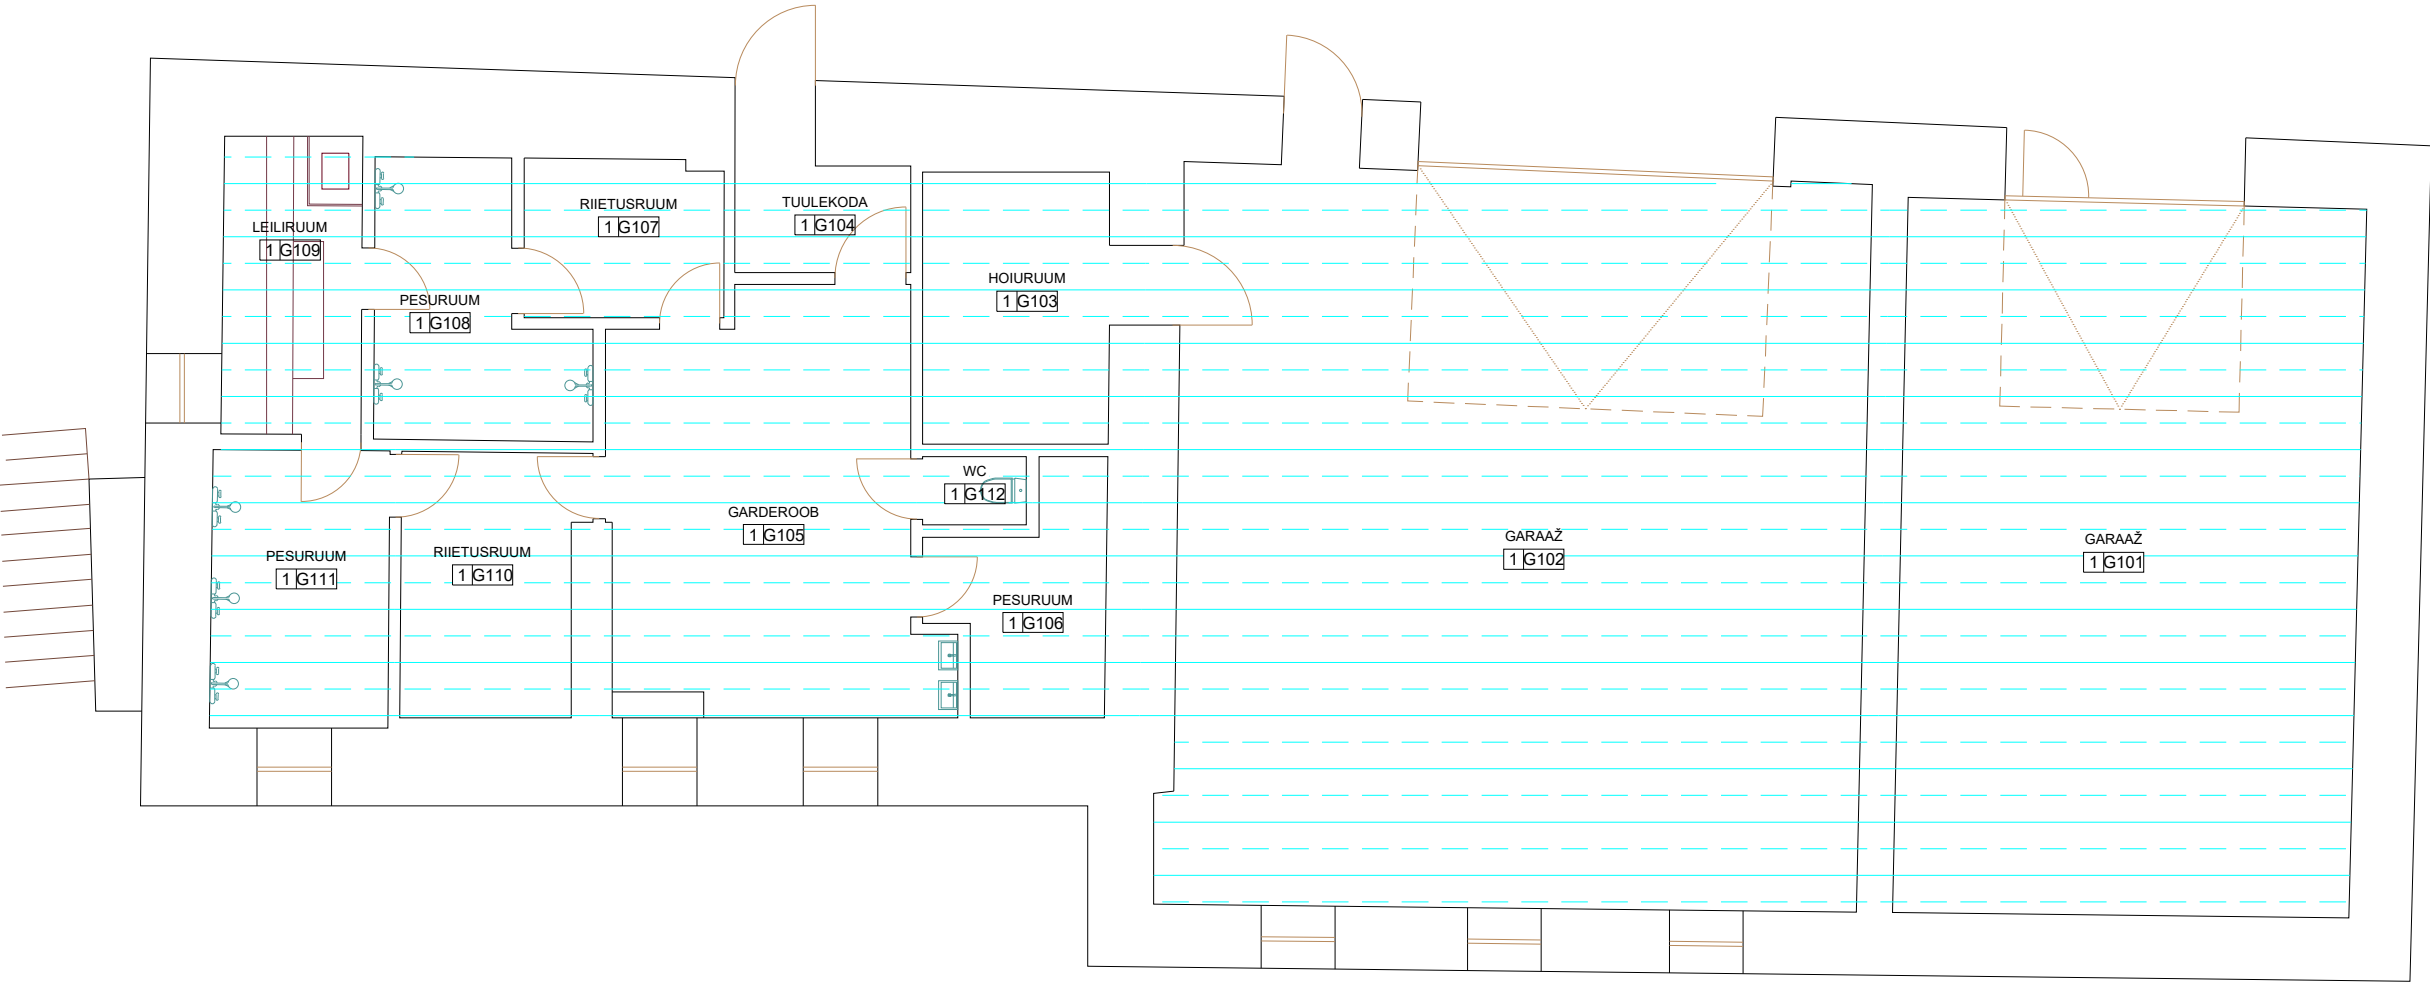 RIIETUSRUUM
1 G107
TUULEKODA
1 G104
LEILIRUUM
1 G109
HOIURUUM
1 G103
PESURUUM
1 G108
WC
1 G112
GARDEROOB
1 G105
GARAAŽ
1 G102
GARAAŽ
1 G101
PESURUUM
1 G111
RIIETUSRUUM
1 G110
PESURUUM
1 G106